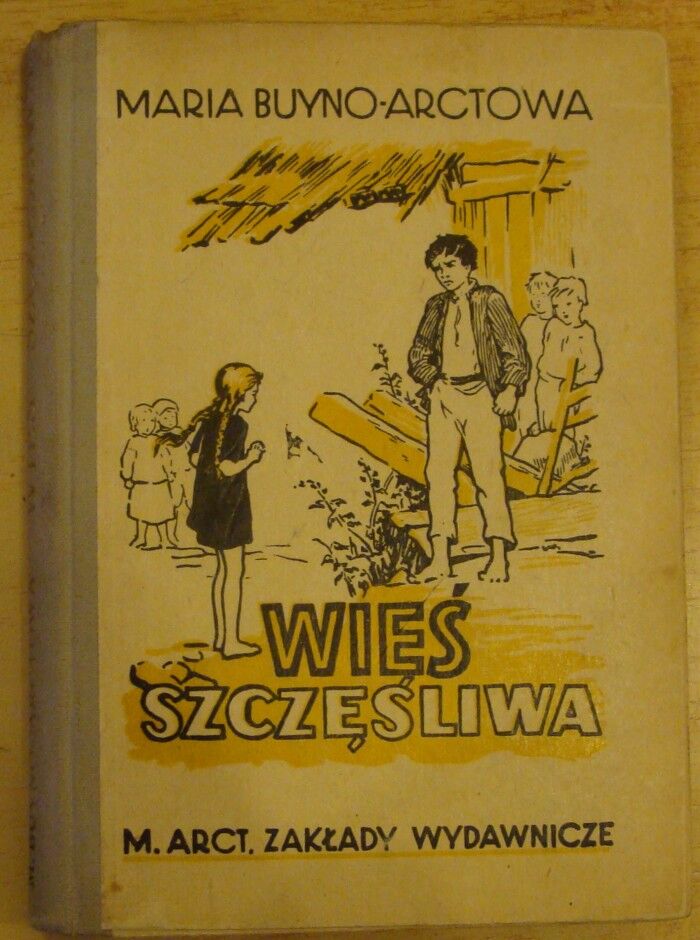 MARIA BUYNO-ARCTOWA
WIEŚ
SZCZĘŚLIWA
M. ARCT, ZAKŁADY WYDAWNICZE